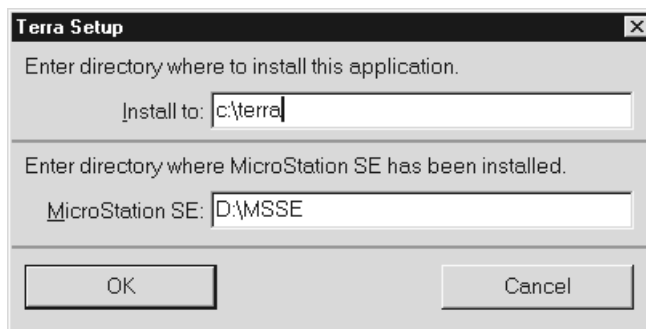 Terra Setup
Enter directory where to install this application.
Install to: c:\terra
Enter directory where MicroStation SE has been installed.
MicroStation SE: D:\MSSE
OK Cancel